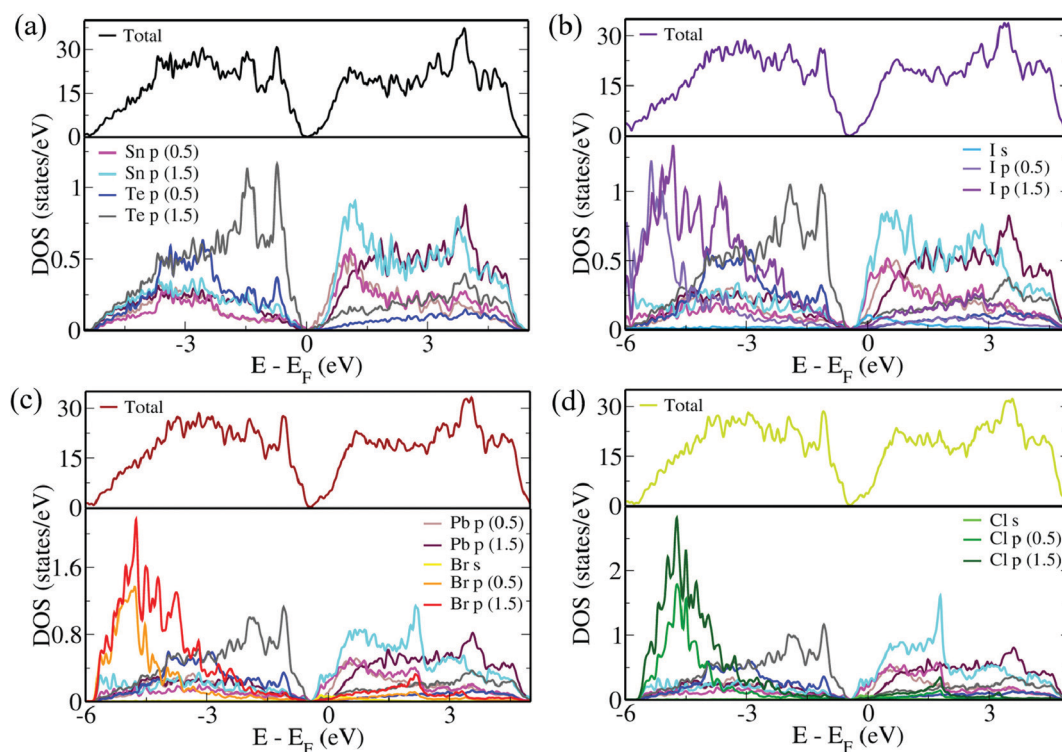 (a)
Total
30
15
0
Sn p (0.5)
Sn p (1.5)
Te p (0.5)
Te p (1.5)
1
0.5
0
DOS (states/eV)
0
3
E - E_F (eV)
(b)
Total
30
15
0
I s
I p (0.5)
I p (1.5)
1
0.5
0
DOS (states/eV)
-6
-3
0
3
E - E_F (eV)
(c)
Total
30
15
0
Pb p (0.5)
Pb p (1.5)
Br s
Br p (0.5)
Br p (1.5)
1.6
0.8
0
DOS (states/eV)
-6
-3
0
3
E - E_F (eV)
(d)
Total
30
15
0
Cl s
Cl p (0.5)
Cl p (1.5)
3
2
1
0
DOS (states/eV)
-6
-3
0
3
E - E_F (eV)